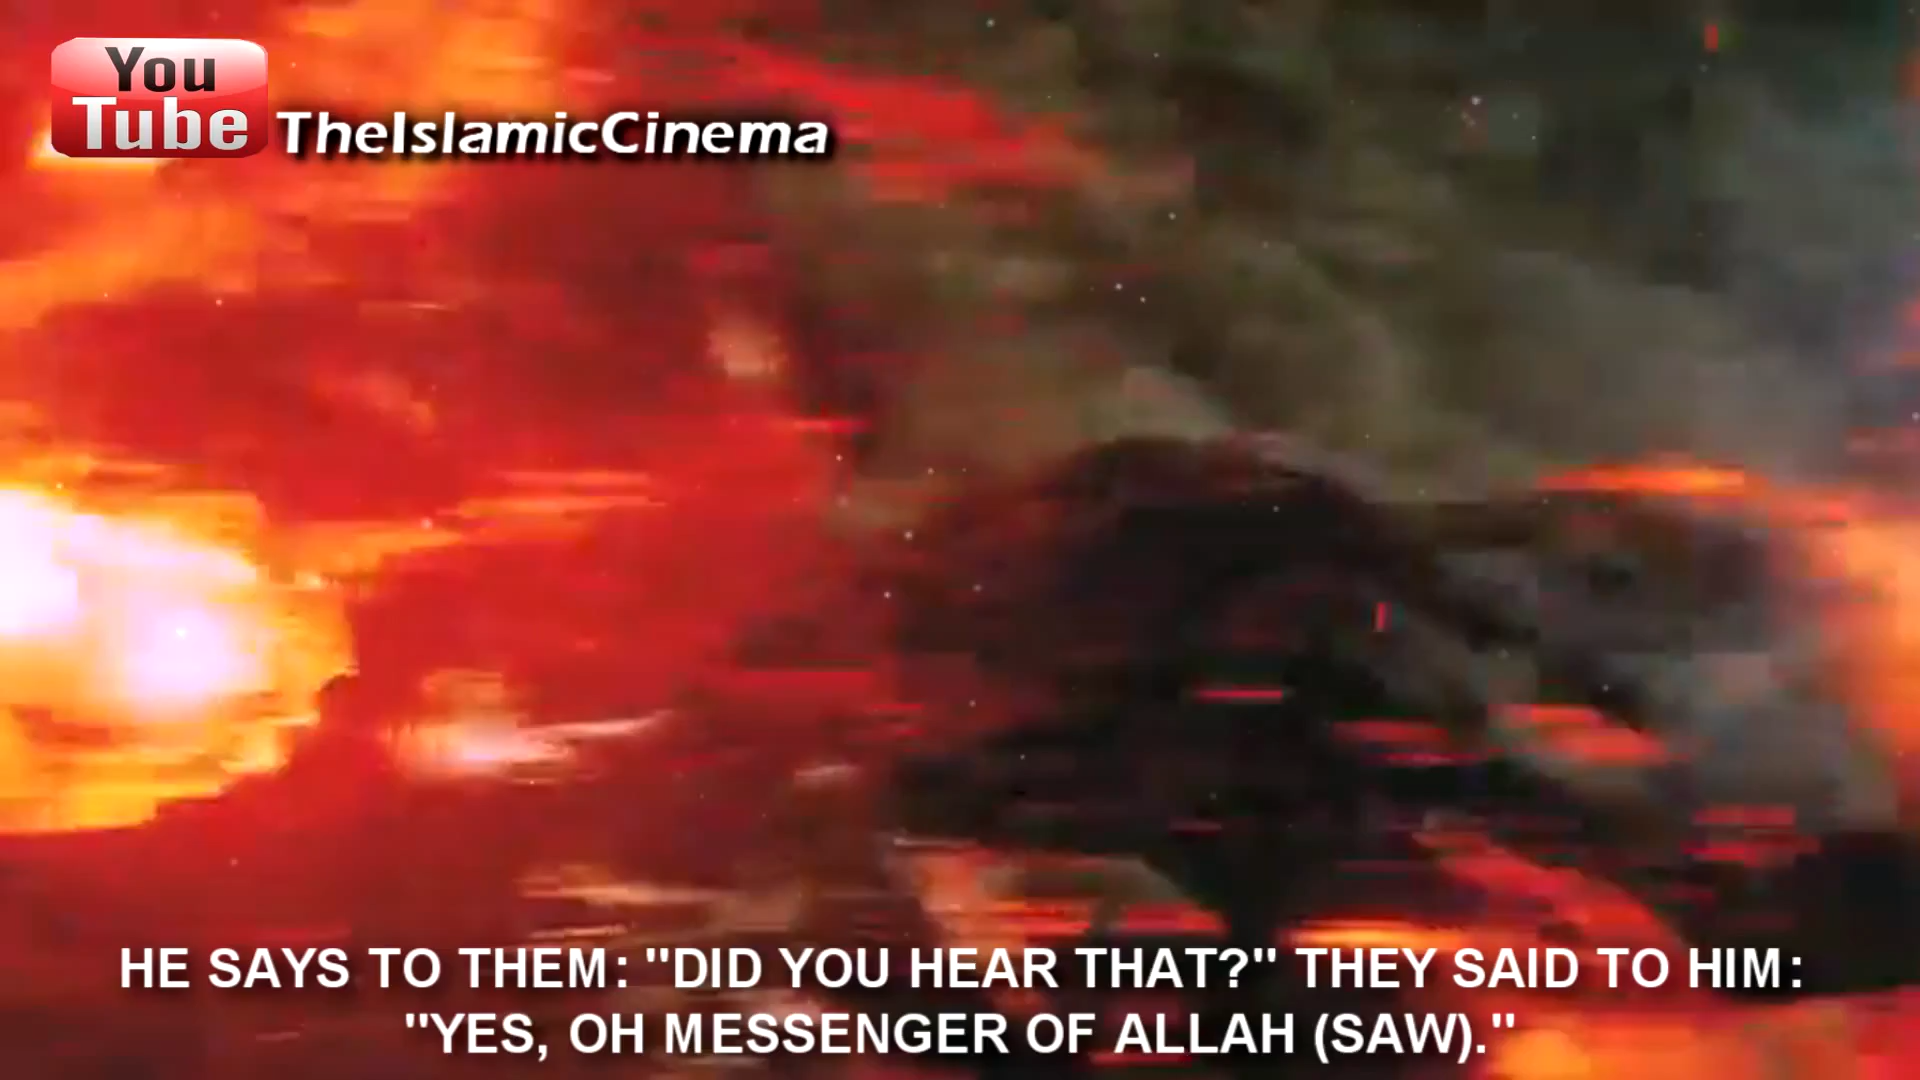 You
Tube
TheIslamicCinema
HE SAYS TO THEM: "DID YOU HEAR THAT?" THEY SAID TO HIM:
"YES, OH MESSENGER OF ALLAH (SAW)."